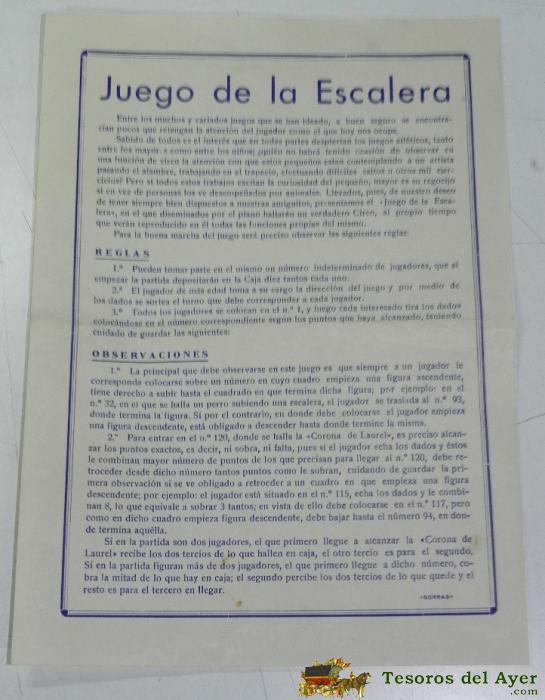 Juego de la Escalera
Entre los muchos y variados juegos que se han ideado, a buen seguro se encontra-
rían pocos que retengan la atención del jugador como el que hoy nos ocupa.
Sabido de todos es el interés que en todas partes despiertan los juegos atléticos, tanto
entre los mayores como entre los niños; ¿quién no habrá tenido ocasión de observar en
una función de circo la atención con que estos pequeños están contemplando a un artista
pasando el alambre, trabajando en el trapecio, efectuando difíciles saltos u otros mil ejer-
cicios? Pero si todos estos trabajos excitan la curiosidad del pequeño, mayor es su regocijo
si en vez de personas los ve desempeñados por animales. Llevados, pues, de nuestro deseo
de tener siempre bien dispuestos a nuestros amiguitos, presentamos el «Juego de la Esca-
lera», en el que diseminados por el plano hallarán un verdadero Circo, al propio tiempo
que verán reproducido en él todas las funciones propias del mismo.
Para la buena marcha del juego será preciso observar las siguientes reglas:
REGLAS
1.ª Pueden tomar parte en el mismo un número indeterminado de jugadores, que al
empezar la partida depositarán en la Caja diez tantos cada uno.
2.ª El jugador de más edad toma a su cargo la dirección del juego y por medio de
los dados se sortea el turno que debe corresponder a cada jugador.
3.ª Todos los jugadores se colocan en el n.º 1, y luego cada interesado tira los dados
colocándose en el número correspondiente según los puntos que haya alcanzado, teniendo
cuidado de guardar las siguientes:
OBSERVACIONES
1.ª La principal que debe observarse en este juego es que siempre a un jugador le
corresponda colocarse sobre un número en cuyo cuadro empieza una figura ascendente,
tiene derecho a subir hasta el cuadrado en que termina dicha figura; por ejemplo: en el
n.º 32, en el que se halla un perro subiendo una escalera, el jugador se traslada al n.º 93,
donde termina la figura. Si por el contrario, en donde debe colocarse el jugador empieza
una figura descendente, está obligado a descender hasta donde termine la misma.
2.ª Para entrar en el n.º 120, donde se halla la «Corona de Laurel», es preciso alcan-
zar los puntos exactos, es decir, ni sobra, ni falta, pues si el jugador echa los dados y éstos
le combinan mayor número de puntos de los que precisan para llegar al n.º 120, debe re-
troceder desde dicho número tantos puntos como le sobran, cuidando de guardar la pri-
mera observación si se ve obligado a retroceder a un cuadro en que empieza una figura
descendente; por ejemplo: el jugador está situado en el n.º 115, echa los dados y le combi-
nan 8, lo que equivale a sobrar 3 tantos; en vista de ello debe colocarse en el n.º 117, pero
como en dicho cuadro empieza figura descendente, debe bajar hasta el número 94, en don-
de termina aquélla.
Si en la partida son dos jugadores, el que primero llegue a alcanzar la «Corona de
Laurel» recibe los dos tercios de lo que hallen en caja, el otro tercio es para el segundo.
Si en la partida figuran más de dos jugadores, el que primero llegue a dicho número, co-
bra la mitad de lo que hay en caja; el segundo percibe los dos tercios de lo que quede y el
resto es para el tercero en llegar.
«BORRAS»
Tesoros del Ayer
.com